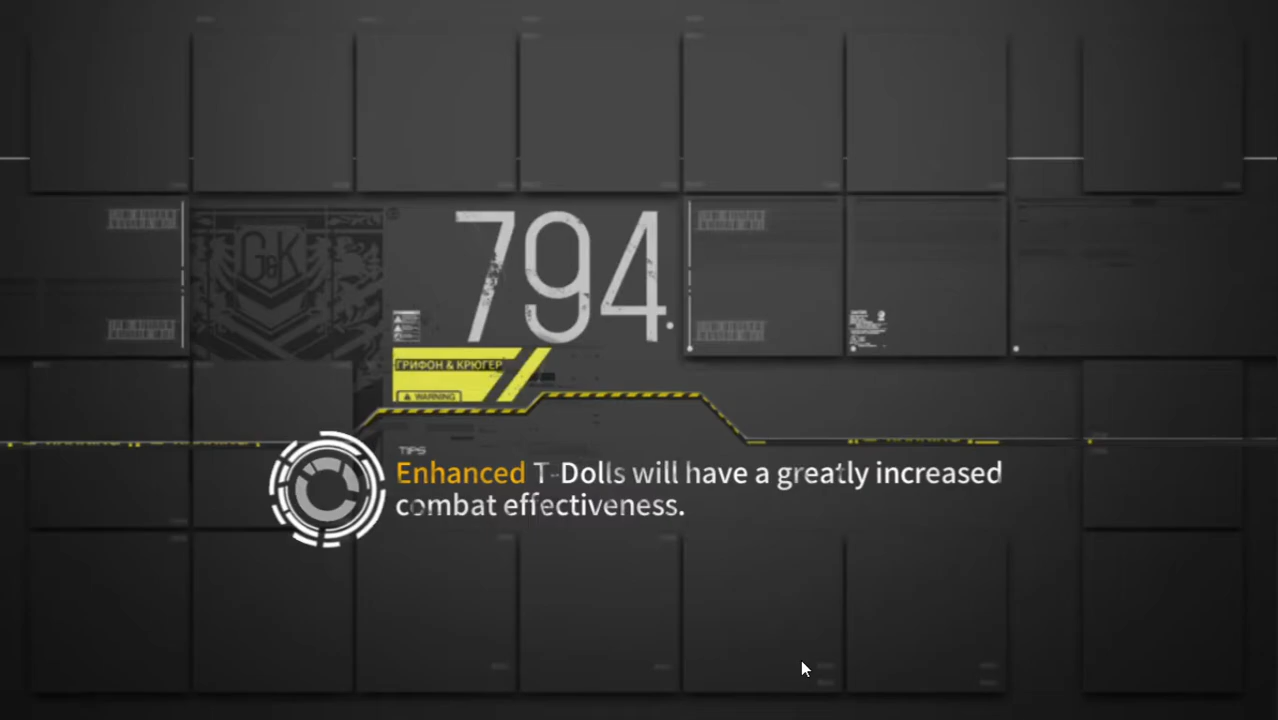 G&K
794.
ГРИФОН & КРЮГЕР
WARNING
TIPS
Enhanced T-Dolls will have a greatly increased
combat effectiveness.